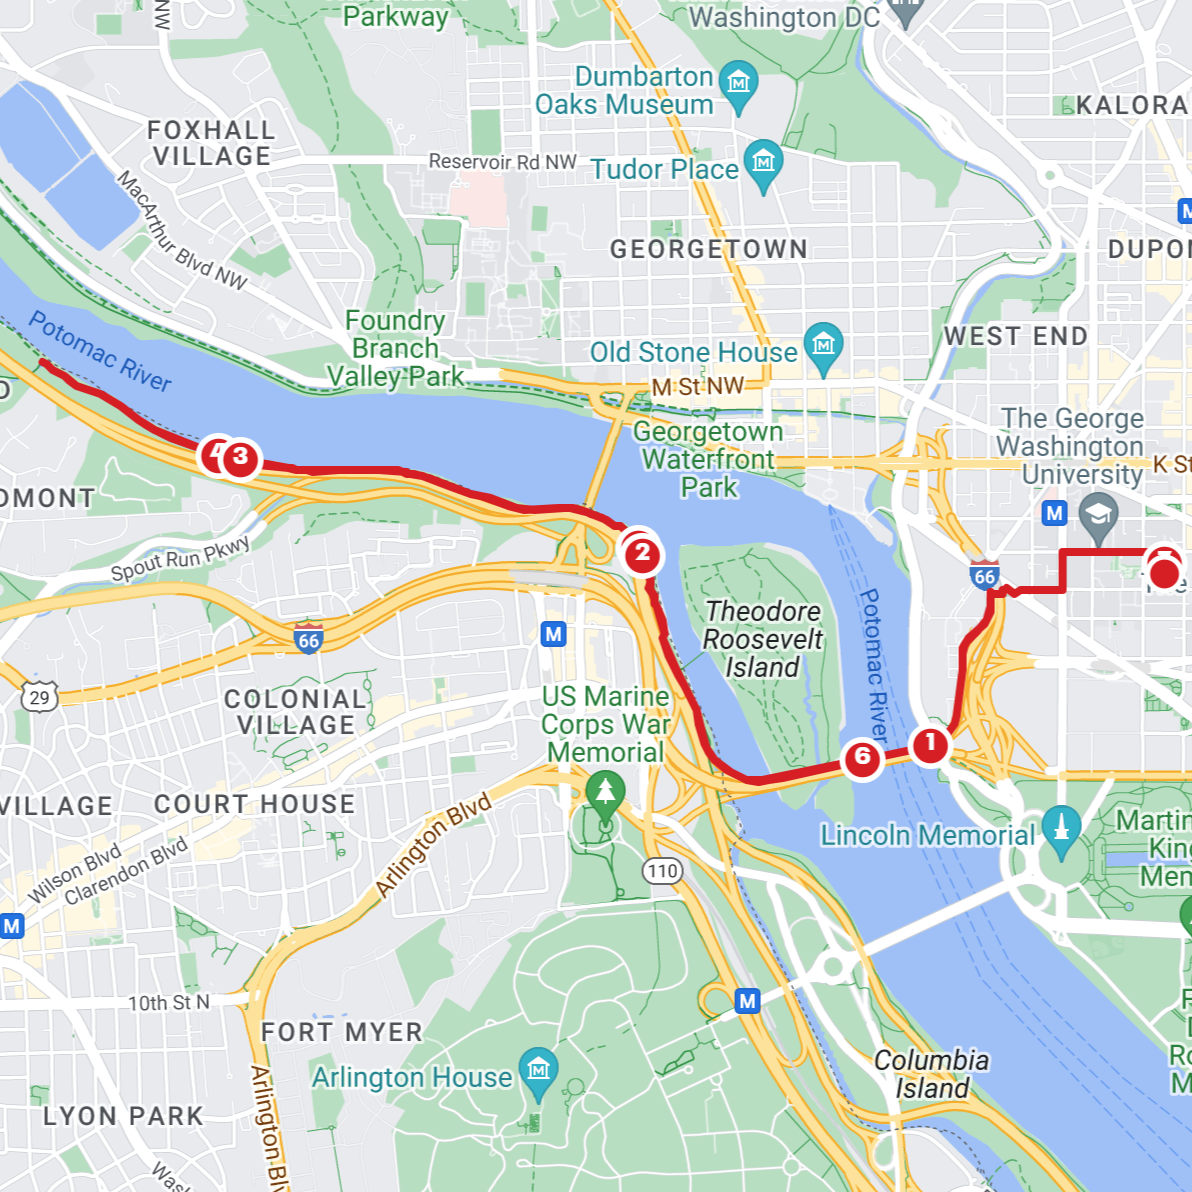 Parkway
NW
Washington DC
Dumbarton
Oaks Museum
KALORA
FOXHALL
VILLAGE
Reservoir Rd NW
Tudor Place
MacArthur Blvd NW
GEORGETOWN
DUPON
M
Potomac River
Foundry
Branch
Valley Park
Old Stone House
WEST END
M St NW
D
Georgetown
Waterfront
Park
The George
Washington
University
K St
4
3
DMONT
M
Spout Run Pkwy
2
66
Theodore
Roosevelt
Island
Potomac River
66
M
29
COLONIAL
VILLAGE
US Marine
Corps War
Memorial
6
1
VILLAGE
COURT HOUSE
Arlington Blvd
Lincoln Memorial
Martin
King
Mem
Wilson Blvd
Clarendon Blvd
110
M
10th St N
M
F
D
Ro
M
FORT MYER
Arlington House
Columbia
Island
LYON PARK
Arlington Blv
Wash